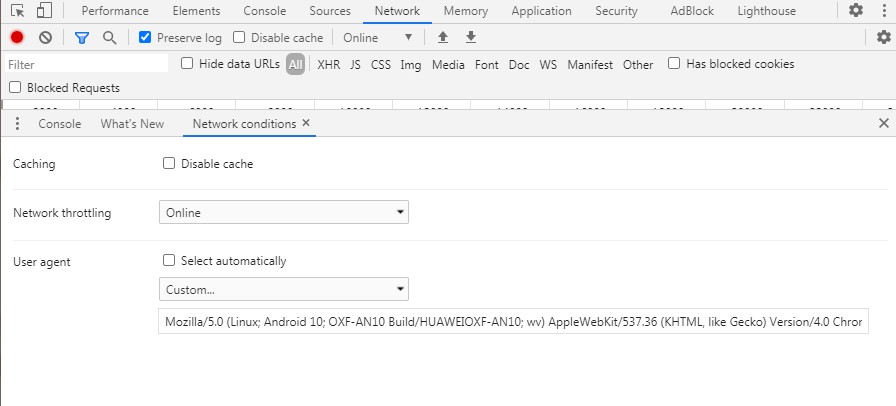 Performance Elements Console Sources Network Memory Application Security AdBlock Lighthouse
Preserve log Disable cache Online
Filter Hide data URLs All XHR JS CSS Img Media Font Doc WS Manifest Other Has blocked cookies
Blocked Requests
Console What's New Network conditions
Caching Disable cache
Network throttling Online
User agent Select automatically
Custom...
Mozilla/5.0 (Linux; Android 10; OXF-AN10 Build/HUAWEIOXF-AN10; wv) AppleWebKit/537.36 (KHTML, like Gecko) Version/4.0 Chron